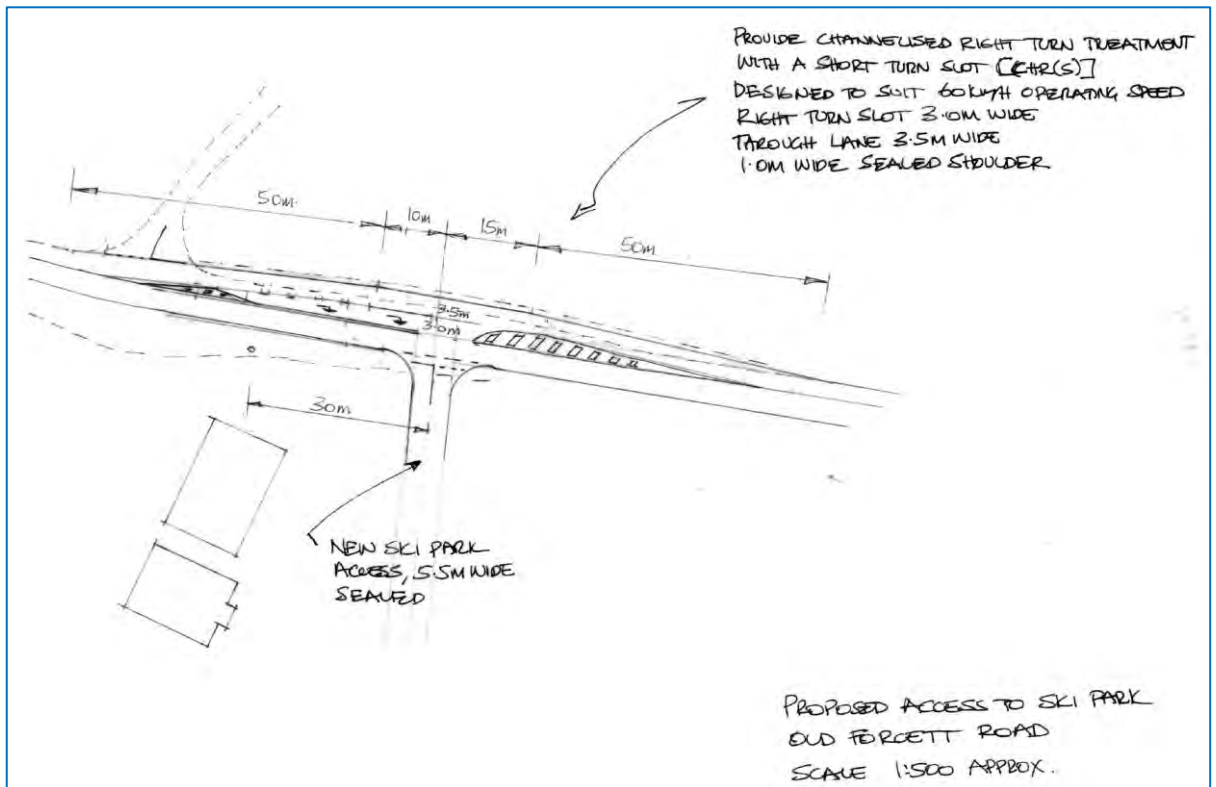 PROVIDE CHANNELISED RIGHT TURN TREATMENT
WITH A SHORT TURN SLOT [CHR(S)]
DESIGNED TO SUIT 60KM/H OPERATING SPEED
RIGHT TURN SLOT 3.0M WIDE
THROUGH LANE 3.5M WIDE
1.0M WIDE SEALED SHOULDER
50m.
10m
15m
50m
3.5m
3.0m
30m
NEW SKI PARK
ACCESS, 5.5M WIDE
SEALED
PROPOSED ACCESS TO SKI PARK
OLD FORCETT ROAD
SCALE 1:500 APPROX.